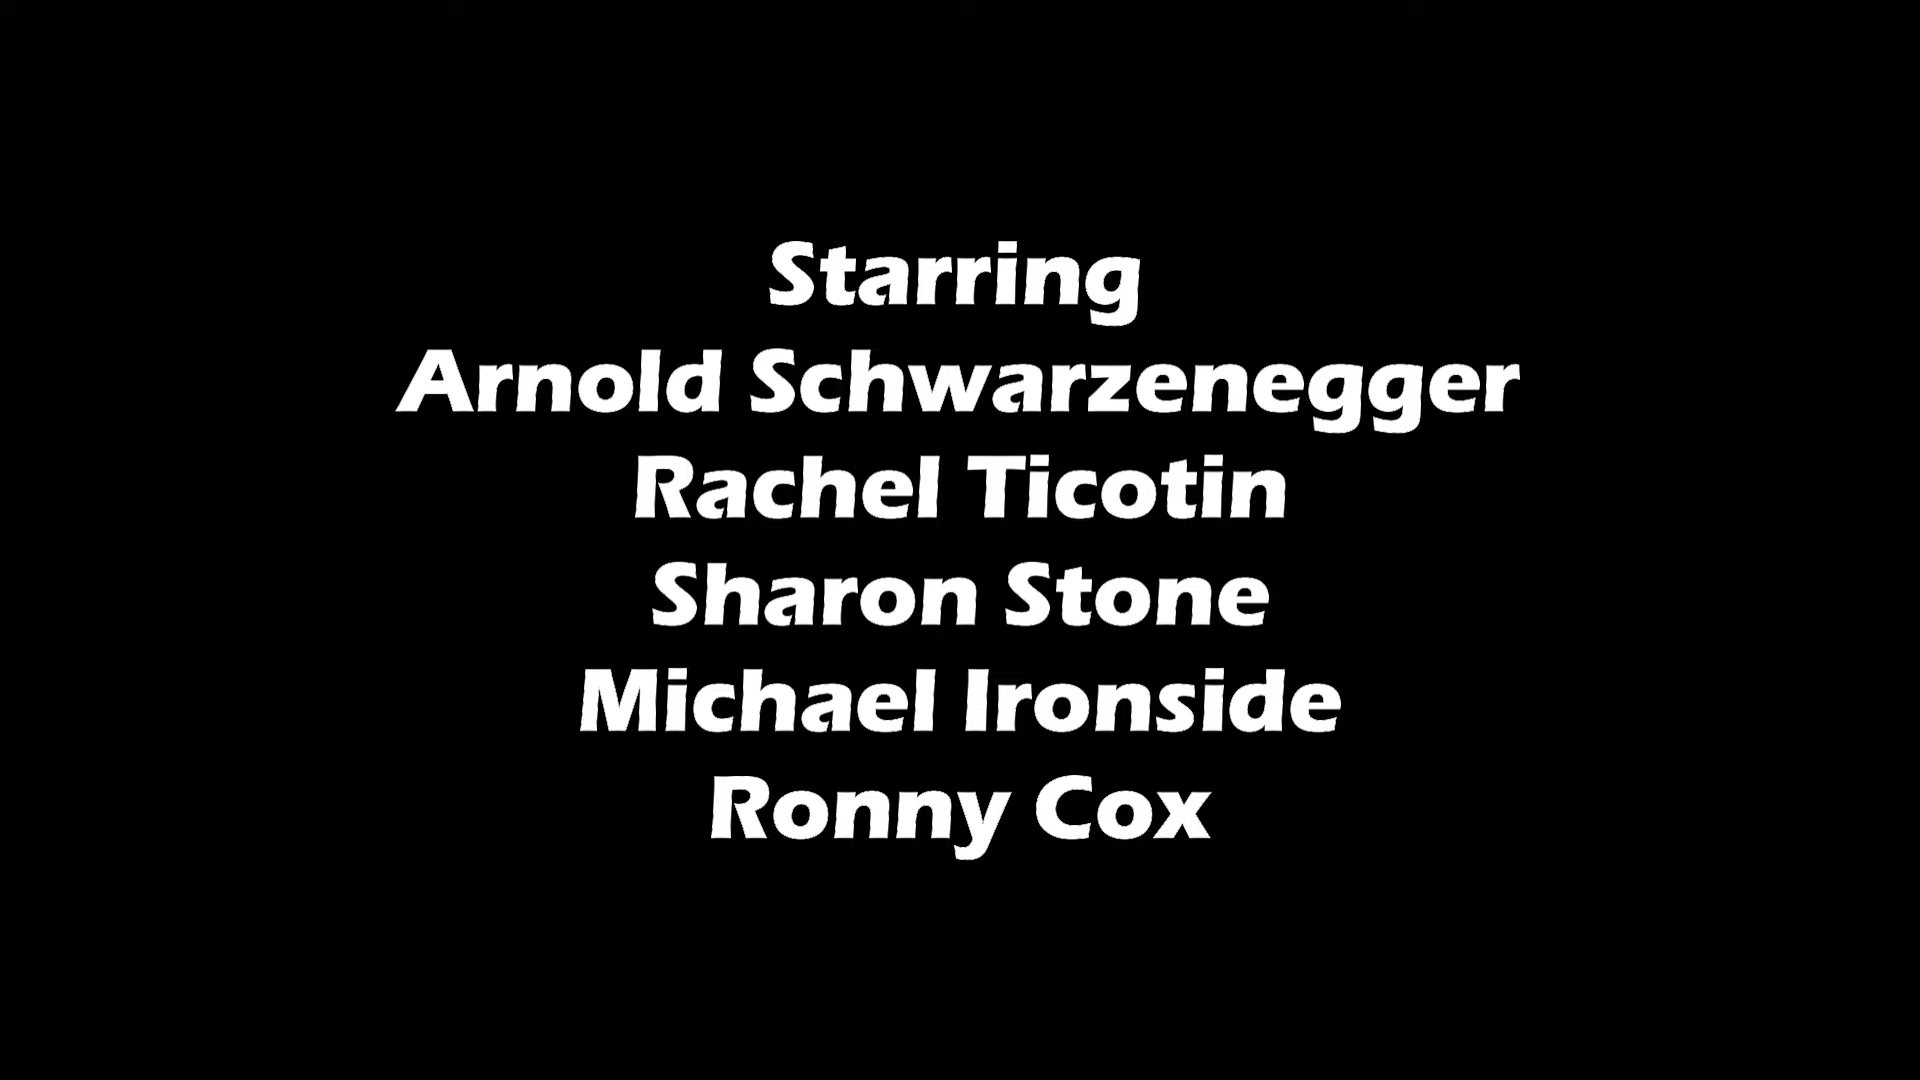 Starring
Arnold Schwarzenegger
Rachel Ticotin
Sharon Stone
Michael Ironside
Ronny Cox